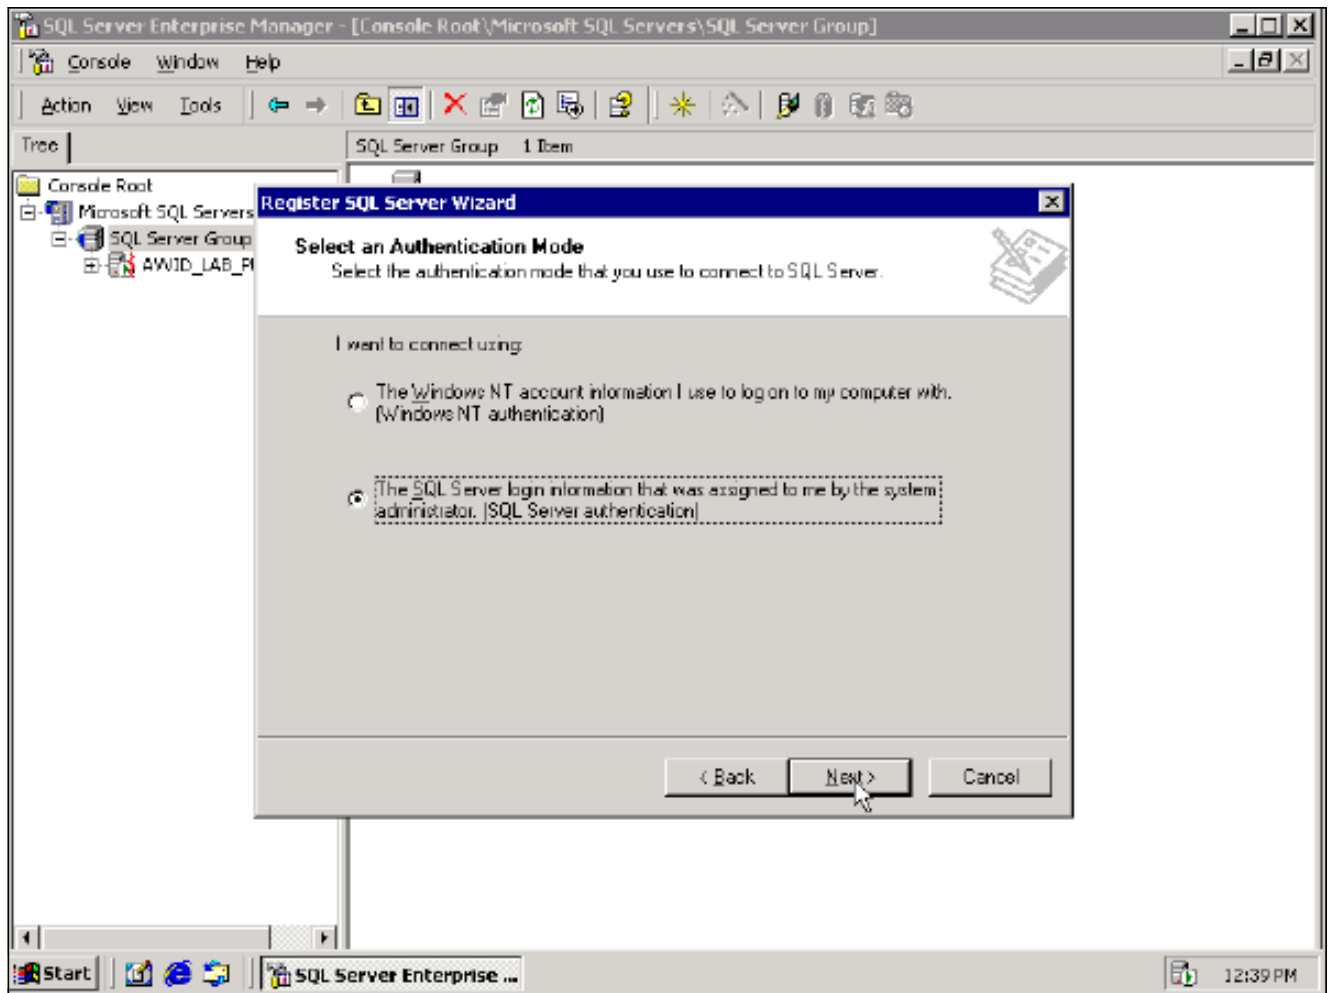 SQL Server Enterprise Manager - [Console Root\Microsoft SQL Servers\SQL Server Group]
Console Window Help
Action View Tools
Tree
SQL Server Group 1 Item
Console Root
Microsoft SQL Servers
SQL Server Group
AVVID_LAB_P
Register SQL Server Wizard
Select an Authentication Mode
Select the authentication mode that you use to connect to SQL Server.
I want to connect using:
The Windows NT account information I use to log on to my computer with.
(Windows NT authentication)
The SQL Server login information that was assigned to me by the system
administrator. (SQL Server authentication)
< Back Next > Cancel
Start SQL Server Enterprise ... 12:39 PM